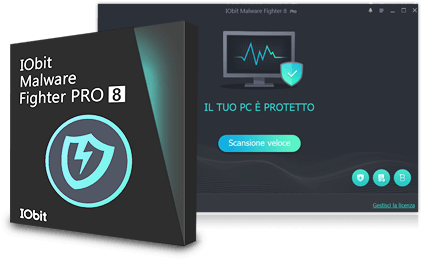 IObit
Malware
Fighter PRO 8
IObit
IObit Malware Fighter 8 Pro
IL TUO PC È PROTETTO
Scansione veloce
Gestisci la licenza